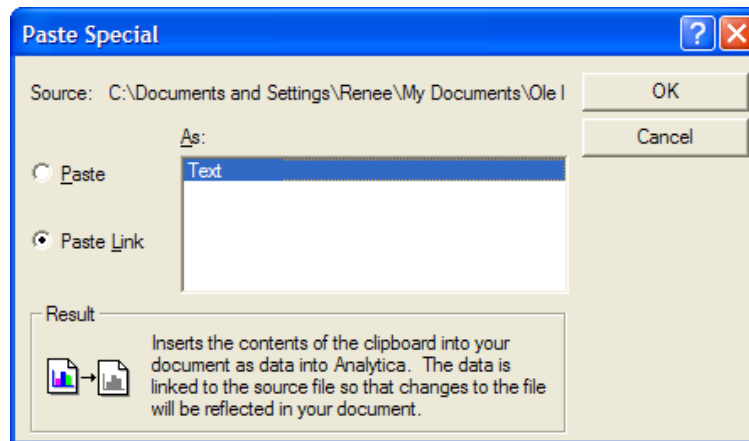 Paste Special
Source: C:\Documents and Settings\Renee\My Documents\Ole l
OK
Cancel
As:
Paste
Text
Paste Link
Result
Inserts the contents of the clipboard into your
document as data into Analytica. The data is
linked to the source file so that changes to the file
will be reflected in your document.